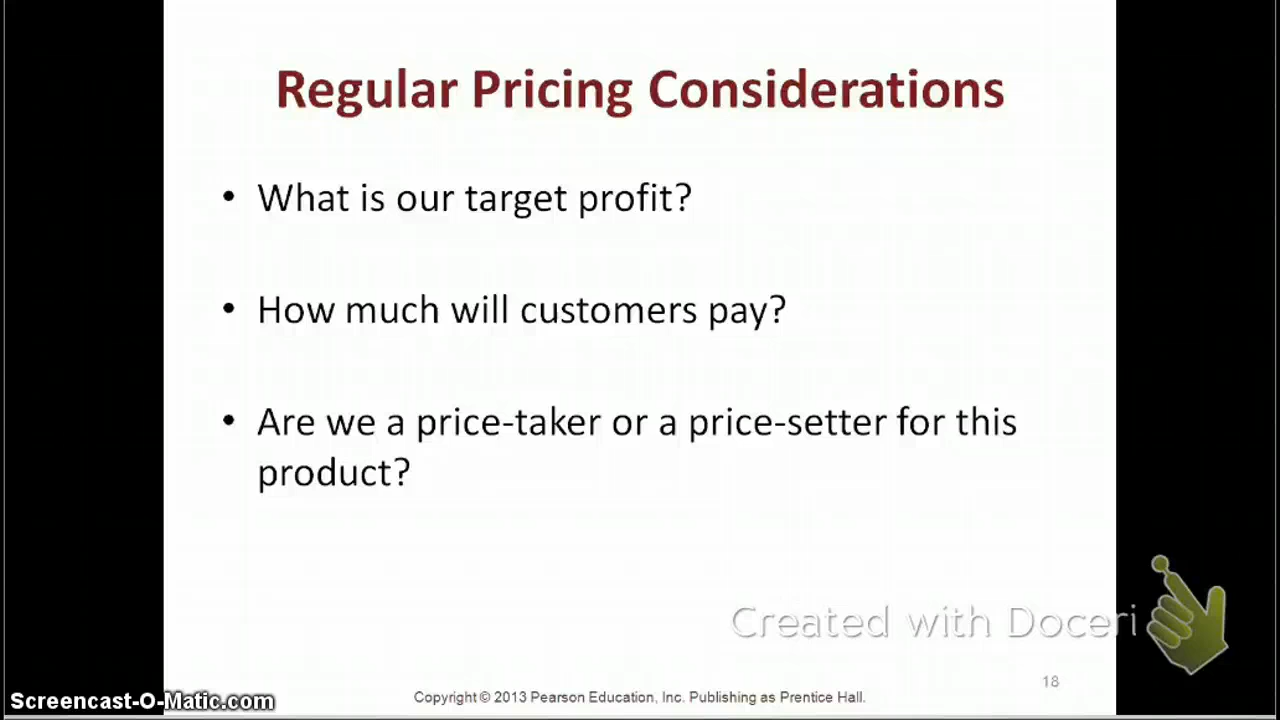 Regular Pricing Considerations
• What is our target profit?
• How much will customers pay?
• Are we a price-taker or a price-setter for this
product?
Created with Doceri
18
Copyright © 2013 Pearson Education, Inc. Publishing as Prentice Hall.
Screencast-O-Matic.com